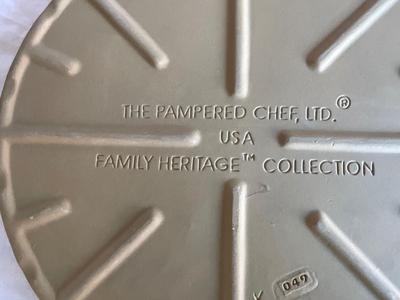 THE PAMPERED CHEF, LTD.®
USA
FAMILY HERITAGE™ COLLECTION
K 049